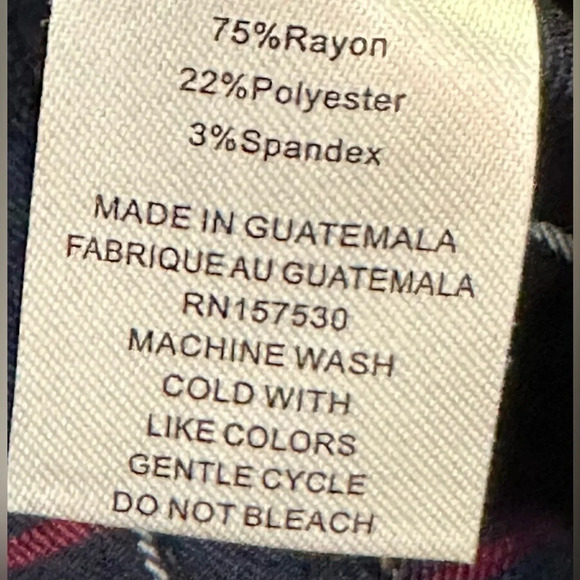 75%Rayon
22%Polyester
3%Spandex
MADE IN GUATEMALA
FABRIQUE AU GUATEMALA
RN157530
MACHINE WASH
COLD WITH
LIKE COLORS
GENTLE CYCLE
DO NOT BLEACH